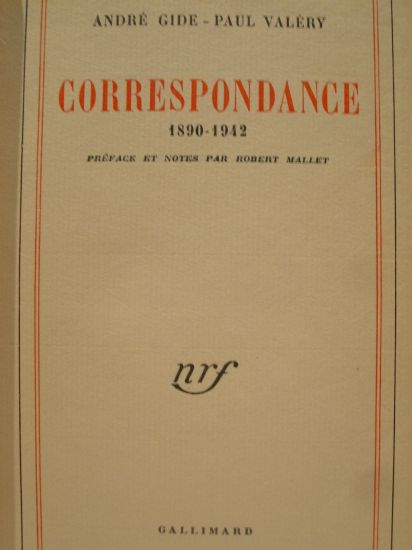 ANDRÉ GIDE - PAUL VALÉRY
CORRESPONDANCE
1890-1942
PRÉFACE ET NOTES PAR ROBERT MALLET
nrf
GALLIMARD